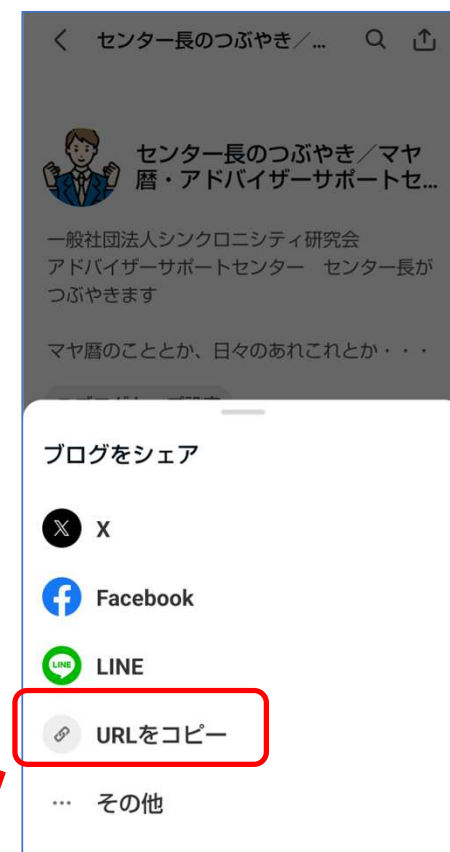 センター長のつぶやき／...
センター長のつぶやき／マヤ
暦・アドバイザーサポートセ...
一般社団法人シンクロニシティ研究会
アドバイザーサポートセンター　センター長が
つぶやきます
マヤ暦のこととか、日々のあれこれとか・・・
ブログをシェア
X
Facebook
LINE
LINE
URLをコピー
その他